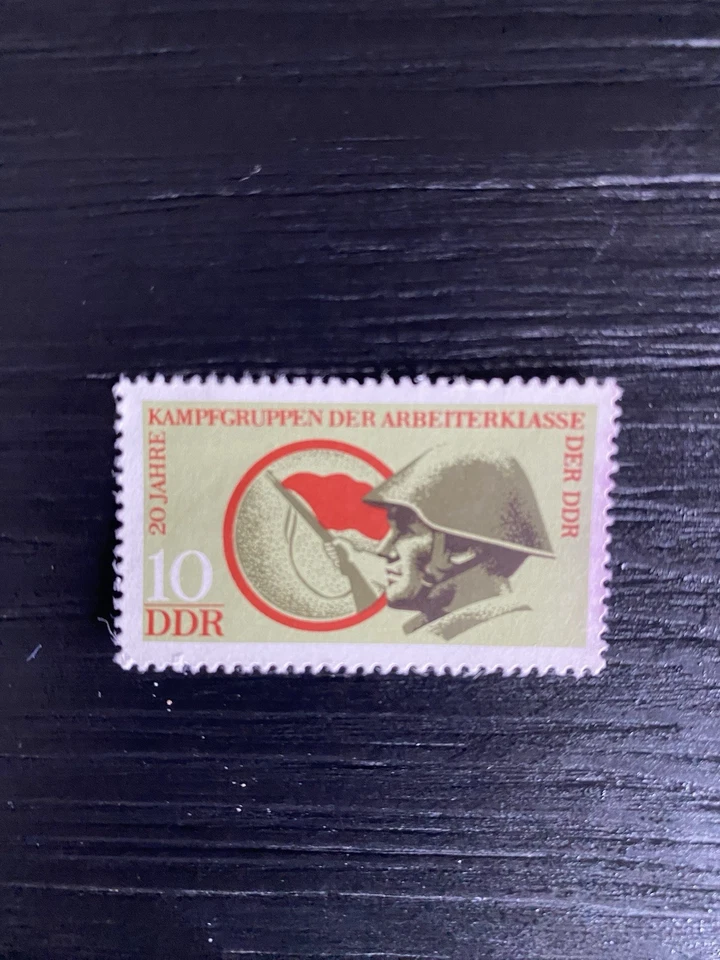 20 JAHRE
KAMPFGRUPPEN DER ARBEITERKLASSE
DER DDR
10
DDR